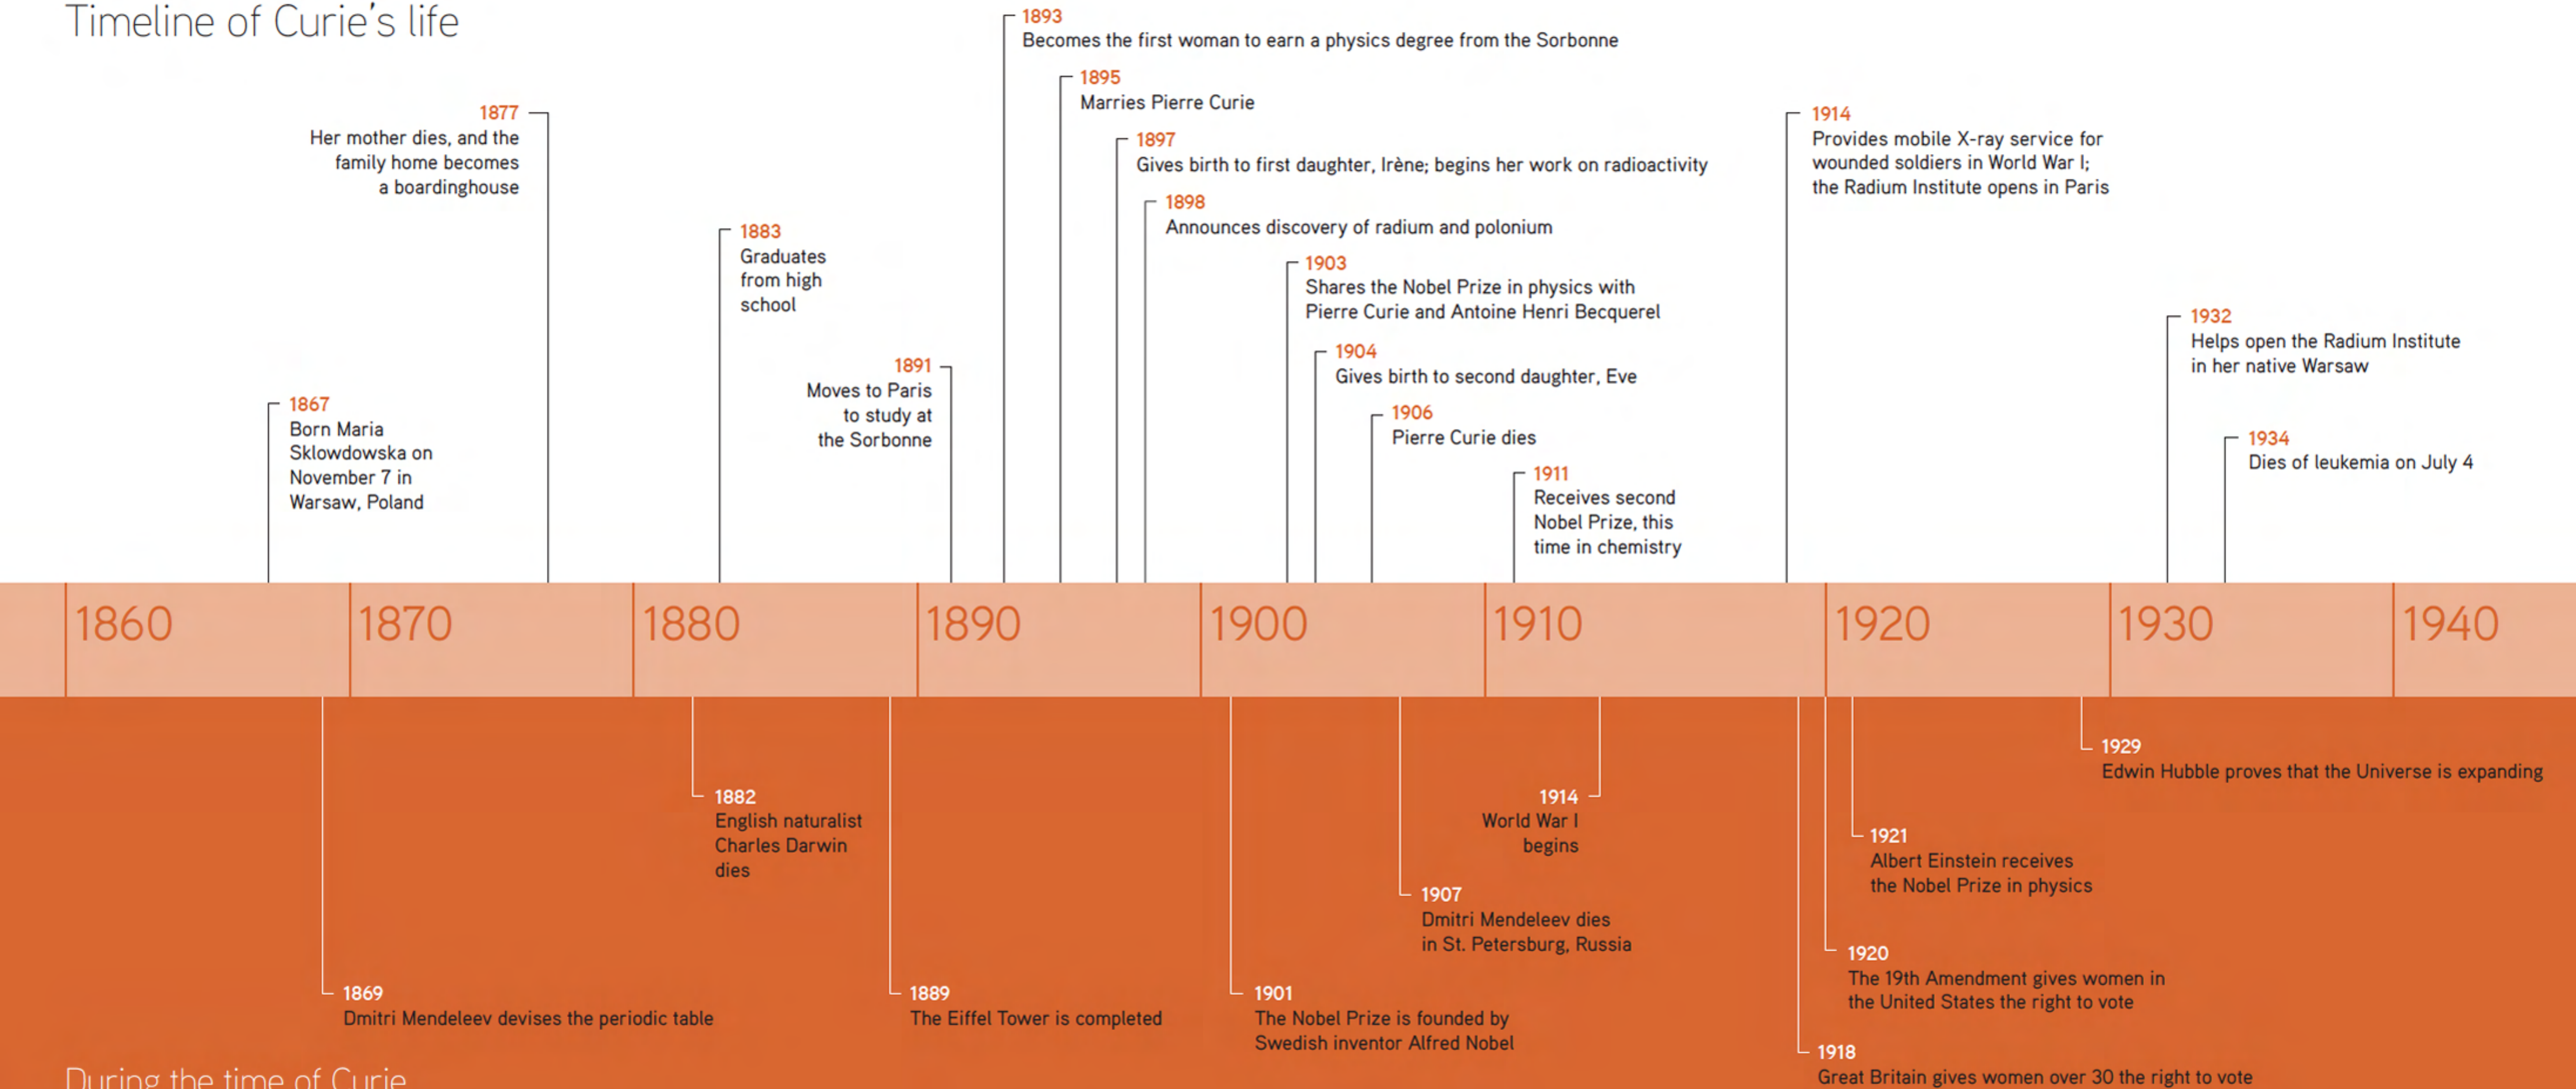 Timeline of Curie's life
1893
Becomes the first woman to earn a physics degree from the Sorbonne
1895
Marries Pierre Curie
1877
Her mother dies, and the
family home becomes
a boardinghouse
1914
Provides mobile X-ray service for
wounded soldiers in World War I;
the Radium Institute opens in Paris
1897
Gives birth to first daughter, Irène; begins her work on radioactivity
1898
Announces discovery of radium and polonium
1883
Graduates
from high
school
1903
Shares the Nobel Prize in physics with
Pierre Curie and Antoine Henri Becquerel
1932
Helps open the Radium Institute
in her native Warsaw
1904
Gives birth to second daughter, Eve
1891
Moves to Paris
to study at
the Sorbonne
1867
Born Maria
Sklowdowska on
November 7 in
Warsaw, Poland
1906
Pierre Curie dies
1934
Dies of leukemia on July 4
1911
Receives second
Nobel Prize, this
time in chemistry
1860
1870
1880
1890
1900
1910
1920
1930
1940
1929
Edwin Hubble proves that the Universe is expanding
1882
English naturalist
Charles Darwin
dies
1914
World War I
begins
1921
Albert Einstein receives
the Nobel Prize in physics
1907
Dmitri Mendeleev dies
in St. Petersburg, Russia
1920
The 19th Amendment gives women in
the United States the right to vote
1869
Dmitri Mendeleev devises the periodic table
1889
The Eiffel Tower is completed
1901
The Nobel Prize is founded by
Swedish inventor Alfred Nobel
1918
Great Britain gives women over 30 the right to vote
During the time of Curie